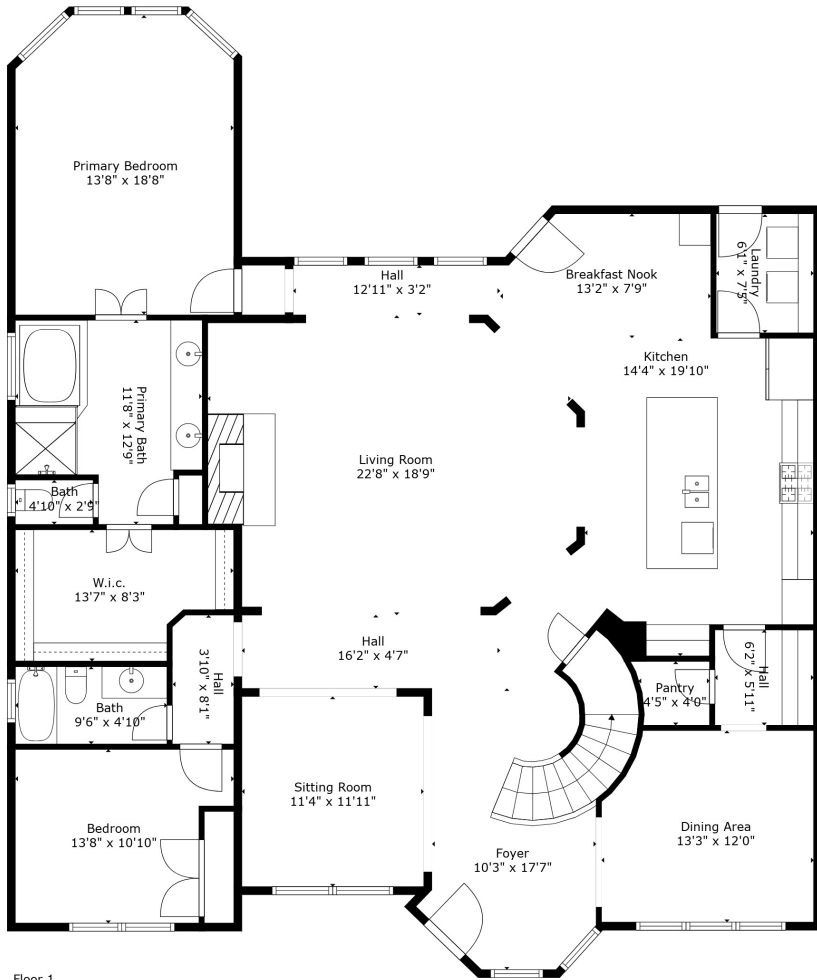 Primary Bedroom
13'8" x 18'8"
Hall
12'11" x 3'2"
Breakfast Nook
13'2" x 7'9"
Laundry
6'1" x 7'5"
Kitchen
14'4" x 19'10"
Primary Bath
11'8" x 12'9"
Living Room
22'8" x 18'9"
Bath
4'10" x 2'9"
W.i.c.
13'7" x 8'3"
Hall
16'2" x 4'7"
Hall
3'10" x 8'1"
Hall
6'2" x 5'11"
Pantry
4'5" x 4'0"
Bath
9'6" x 4'10"
Sitting Room
11'4" x 11'11"
Bedroom
13'8" x 10'10"
Dining Area
13'3" x 12'0"
Foyer
10'3" x 17'7"
Floor 1